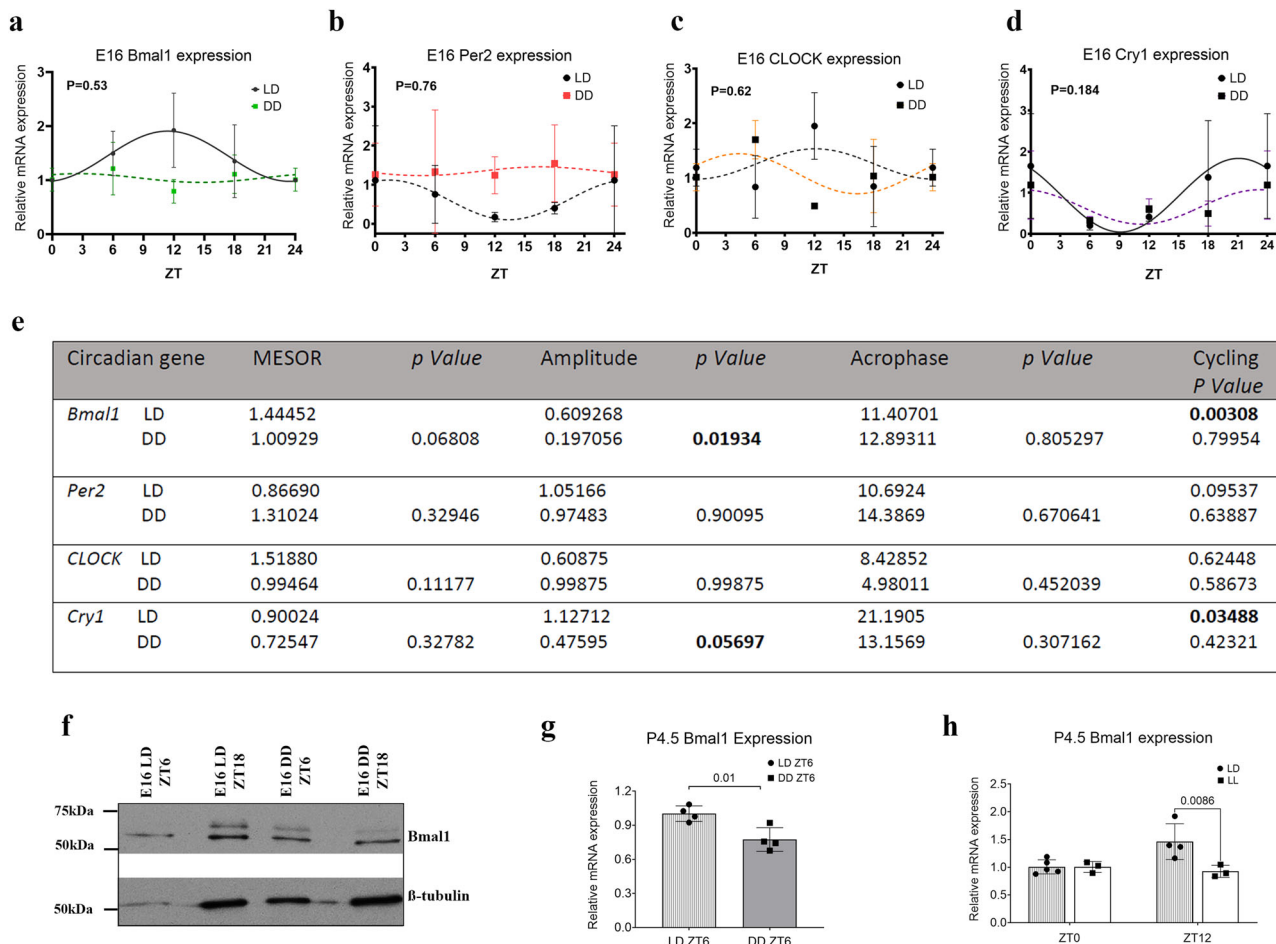 a
E16 Bmal1 expression
Relative mRNA expression
P=0.53
LD
DD
3
2
1
0
0 3 6 9 12 15 18 21 24
ZT
b
E16 Per2 expression
Relative mRNA expression
P=0.76
LD
DD
4
3
2
1
0
0 3 6 9 12 15 18 21 24
ZT
c
E16 CLOCK expression
Relative mRNA expression
P=0.62
LD
DD
3
2
1
0
0 3 6 9 12 15 18 21 24
ZT
d
E16 Cry1 expression
Relative mRNA expression
P=0.184
LD
DD
4
3
2
1
0
0 3 6 9 12 15 18 21 24
ZT
e
Circadian gene MESOR p Value Amplitude p Value Acrophase p Value Cycling
P Value
Bmal1 LD 1.44452 0.609268 11.40701 0.00308
DD 1.00929 0.06808 0.197056 0.01934 12.89311 0.805297 0.79954
Per2 LD 0.86690 1.05166 10.6924 0.09537
DD 1.31024 0.32946 0.97483 0.90095 14.3869 0.670641 0.63887
CLOCK LD 1.51880 0.60875 8.42852 0.62448
DD 0.99464 0.11177 0.99875 0.99875 4.98011 0.452039 0.58673
Cry1 LD 0.90024 1.12712 21.1905 0.03488
DD 0.72547 0.32782 0.47595 0.05697 13.1569 0.307162 0.42321
f
E16 LD
ZT6
E16 LD
ZT18
E16 DD
ZT6
E16 DD
ZT18
75kDa
50kDa
Bmal1
50kDa
ß-tubulin
g
P4.5 Bmal1 Expression
LD ZT6
DD ZT6
0.01
Relative mRNA expression
1.2
0.9
0.6
0.3
0.0
LD ZT6 DD ZT6
h
P4.5 Bmal1 expression
LD
LL
0.0086
Relative mRNA expression
2.5
2.0
1.5
1.0
0.5
0.0
ZT0 ZT12